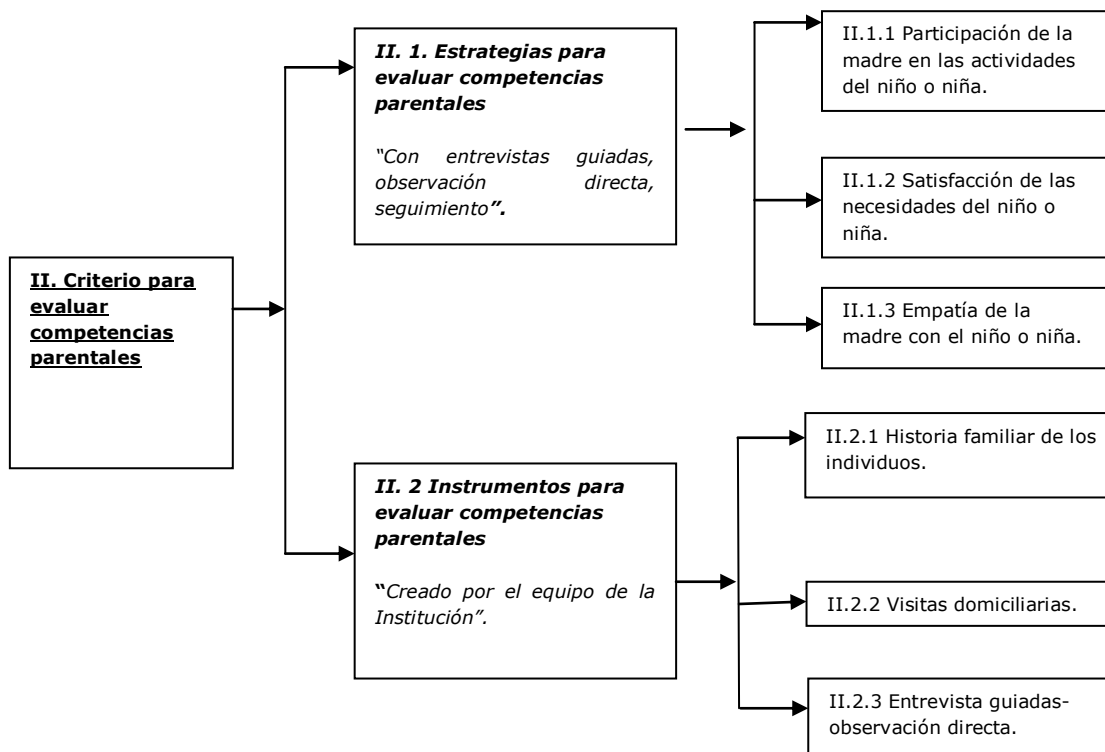 II. Criterio para
evaluar
competencias
parentales
II. 1. Estrategias para
evaluar competencias
parentales
“Con entrevistas guiadas,
observación directa,
seguimiento”.
II.1.1 Participación de la
madre en las actividades
del niño o niña.
II.1.2 Satisfacción de las
necesidades del niño o
niña.
II.1.3 Empatía de la
madre con el niño o niña.
II. 2 Instrumentos para
evaluar competencias
parentales
“Creado por el equipo de la
Institución”.
II.2.1 Historia familiar de los
individuos.
II.2.2 Visitas domiciliarias.
II.2.3 Entrevista guiadas-
observación directa.